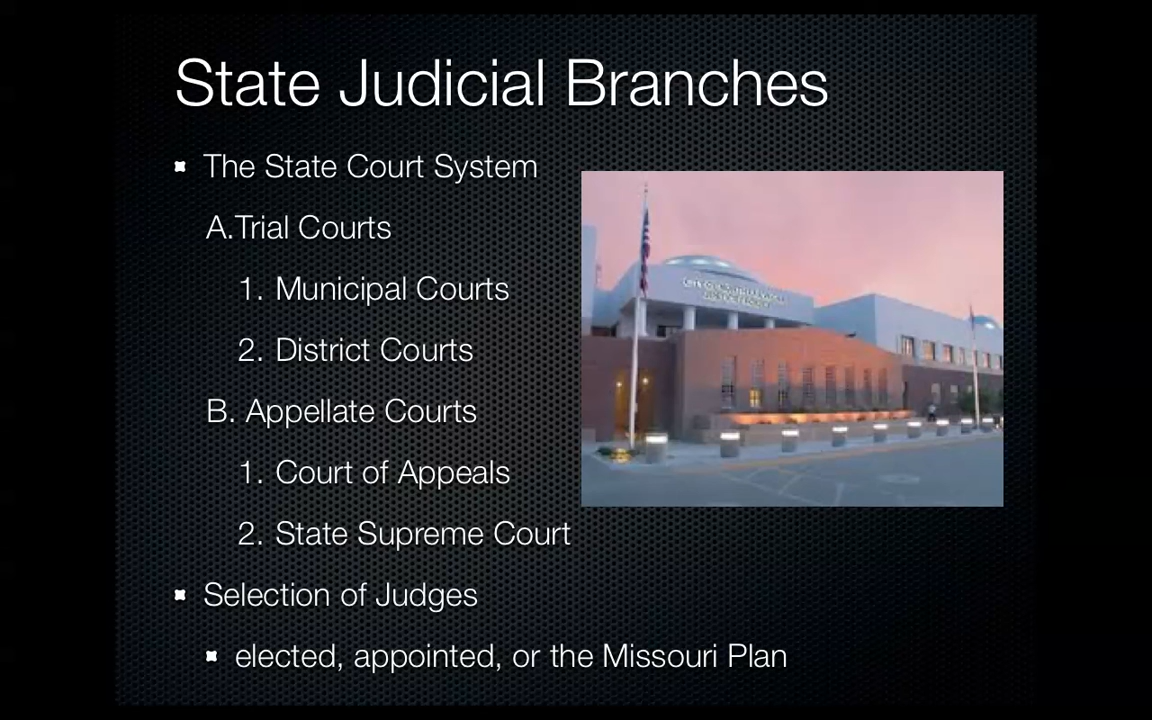 State Judicial Branches
The State Court System
A.Trial Courts
1. Municipal Courts
2. District Courts
B. Appellate Courts
1. Court of Appeals
2. State Supreme Court
Selection of Judges
elected, appointed, or the Missouri Plan